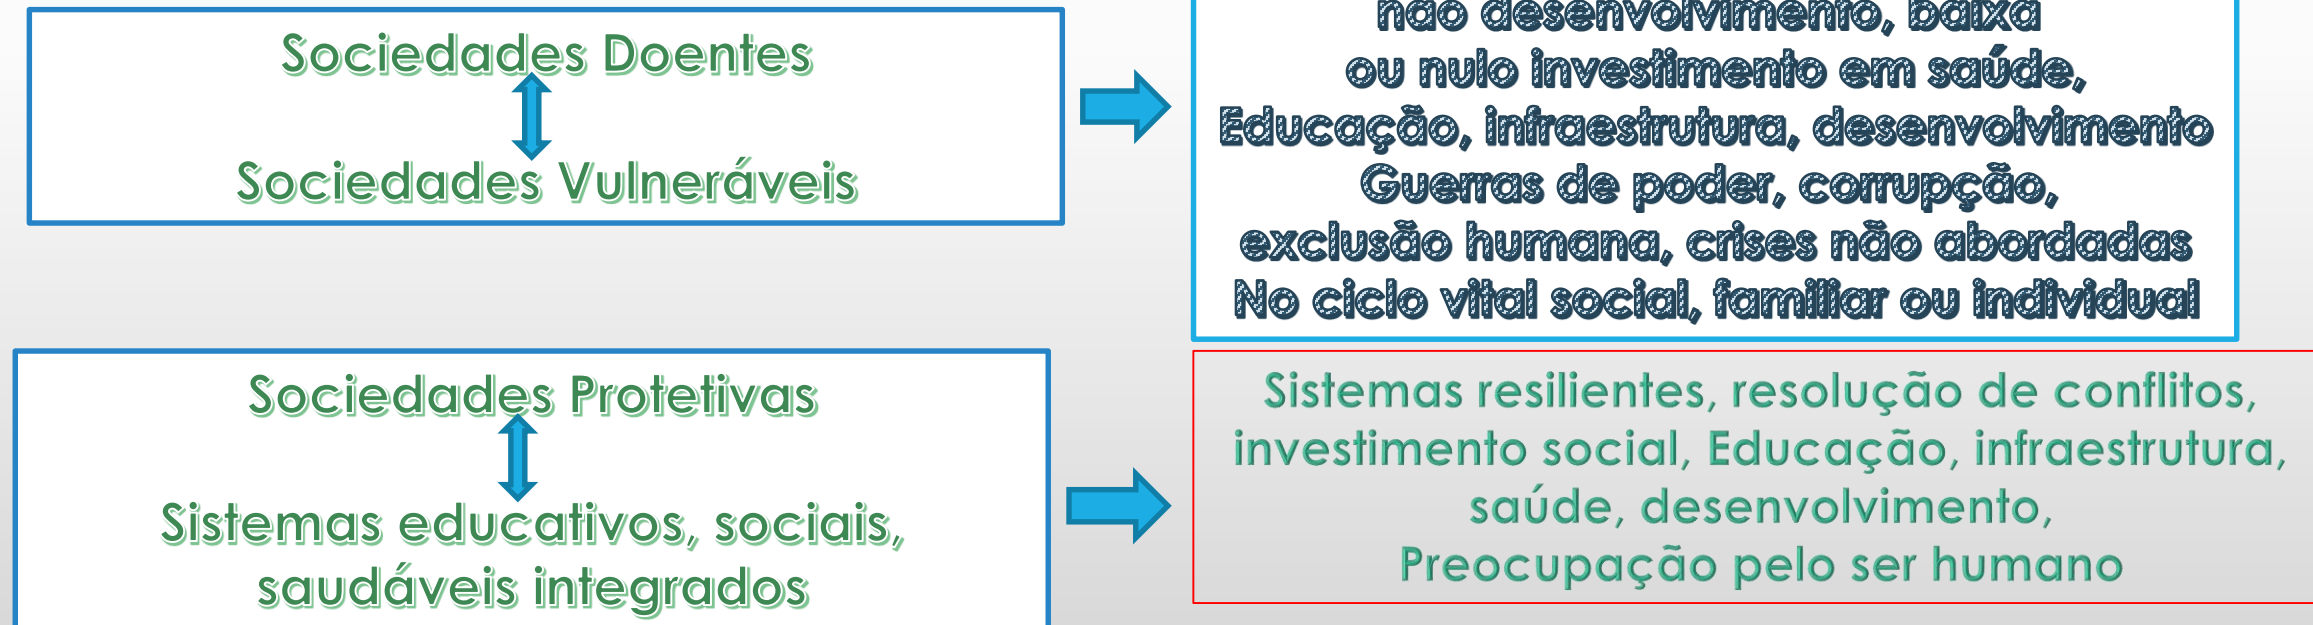 Sociedades Doentes
Sociedades Vulneráveis
não desenvolvimento, baixa
ou nulo investimento em saúde,
Educação, infraestrutura, desenvolvimento
Guerras de poder, corrupção,
exclusão humana, crises não abordadas
No ciclo vital social, familiar ou individual
Sociedades Protetivas
Sistemas educativos, sociais,
saudáveis integrados
Sistemas resilientes, resolução de conflitos,
investimento social, Educação, infraestrutura,
saúde, desenvolvimento,
Preocupação pelo ser humano